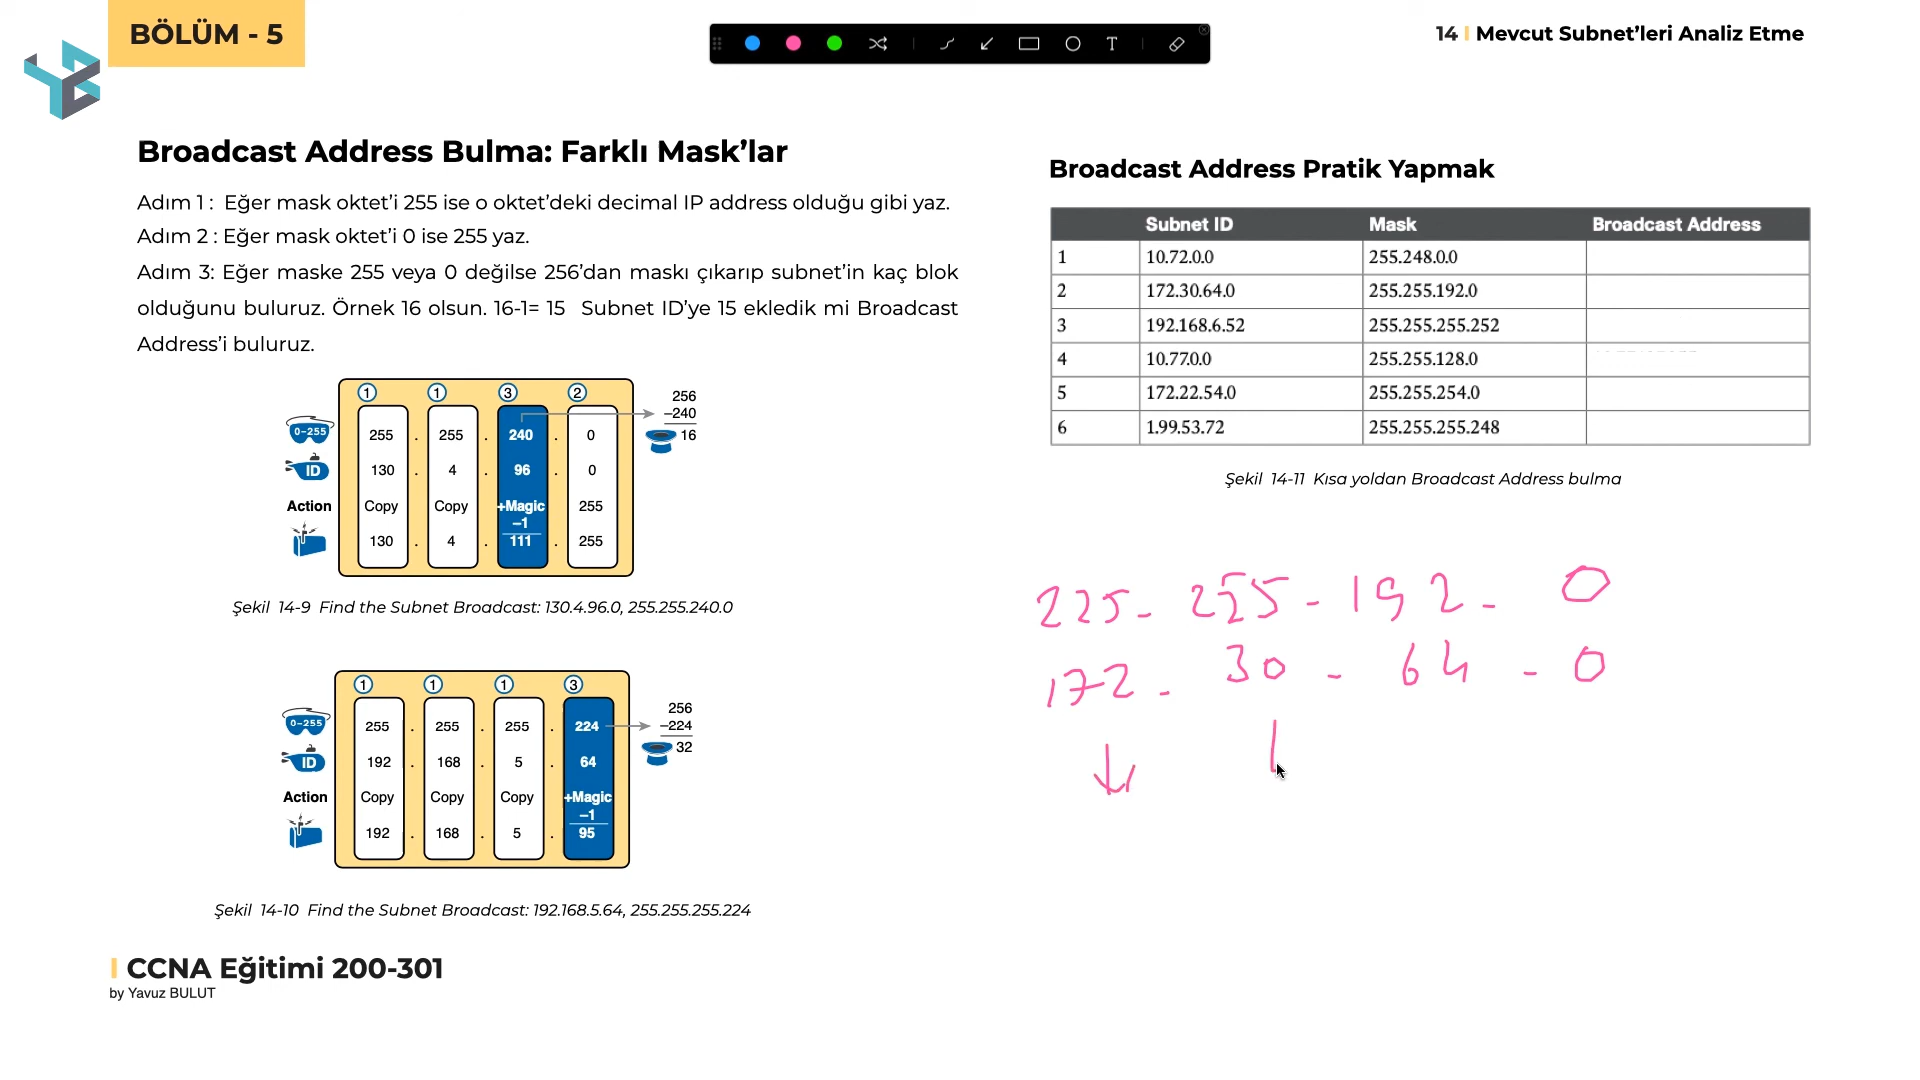 BÖLÜM - 5
T
14 | Mevcut Subnet'leri Analiz Etme
Broadcast Address Bulma: Farklı Mask'lar
Adım 1 : Eğer mask oktet'i 255 ise o oktet'deki decimal IP address olduğu gibi yaz.
Adım 2 : Eğer mask oktet'i 0 ise 255 yaz.
Adım 3: Eğer maske 255 veya 0 değilse 256'dan maskı çıkarıp subnet'in kaç blok
olduğunu buluruz. Örnek 16 olsun. 16-1= 15 Subnet ID'ye 15 ekledik mi Broadcast
Address'i buluruz.
1 1 3 2
256
–240
16
0–255 255 . 255 . 240 . 0
ID 130 . 4 . 96 . 0
Action Copy Copy +Magic 255
–1
130 . 4 . 111 . 255
Şekil 14-9 Find the Subnet Broadcast: 130.4.96.0, 255.255.240.0
1 1 1 3
256
–224
32
0–255 255 . 255 . 255 . 224
ID 192 . 168 . 5 . 64
Action Copy Copy Copy +Magic
–1
192 . 168 . 5 . 95
Şekil 14-10 Find the Subnet Broadcast: 192.168.5.64, 255.255.255.224
Broadcast Address Pratik Yapmak
Subnet ID Mask Broadcast Address
1 10.72.0.0 255.248.0.0
2 172.30.64.0 255.255.192.0
3 192.168.6.52 255.255.255.252
4 10.77.0.0 255.255.128.0
5 172.22.54.0 255.255.254.0
6 1.99.53.72 255.255.255.248
Şekil 14-11 Kısa yoldan Broadcast Address bulma
225 - 225 - 192 - 0
172 - 30 - 64 - 0
| CCNA Eğitimi 200-301
by Yavuz BULUT